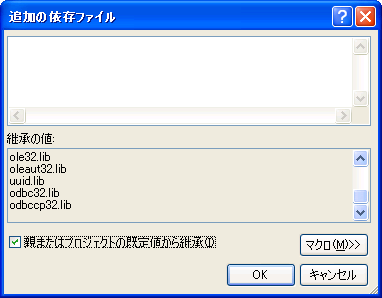 追加の依存ファイル
継承の値:
ole32.lib
oleaut32.lib
uuid.lib
odbc32.lib
odbccp32.lib
親またはプロジェクトの既定値から継承(I)
マクロ(M)>>
OK
キャンセル